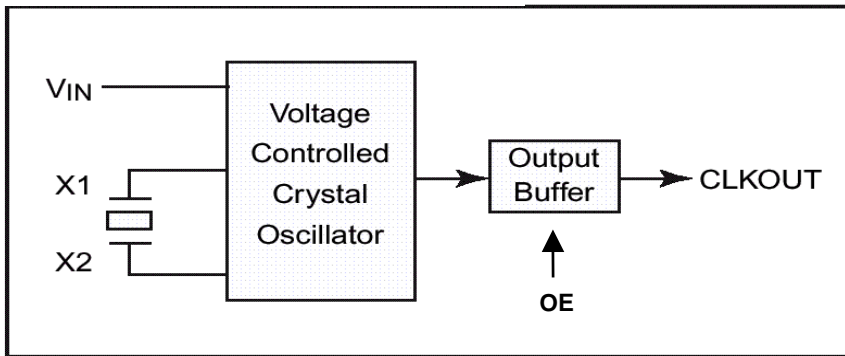 VIN
X1
X2
Voltage
Controlled
Crystal
Oscillator
Output
Buffer
CLKOUT
OE